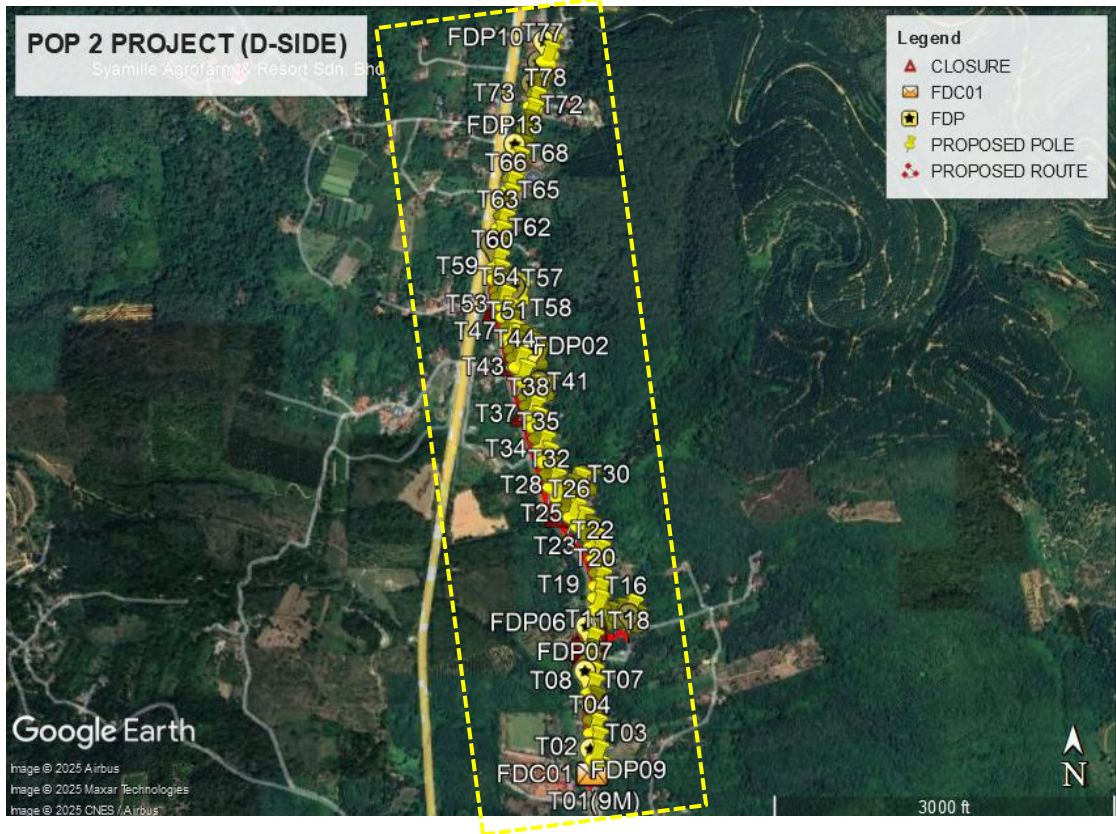 POP 2 PROJECT (D-SIDE)
Syamille Agrofarm & Resort Sdn. Bhd
Legend
CLOSURE
FDC01
FDP
PROPOSED POLE
PROPOSED ROUTE
FDP10
T77
T78
T73
T72
FDP13
T68
T66
T65
T63
T62
T60
T59
T54
T57
T53
T51
T58
T47
T44
FDP02
T43
T38
T41
T37
T35
T34
T32
T30
T28
T26
T25
T22
T23
T20
T19
T16
FDP06
T11
T18
FDP07
T08
T07
T04
T03
T02
FDC01
FDP09
T01(9M)
Google Earth
Image © 2025 Airbus
Image © 2025 Maxar Technologies
Image © 2025 CNES / Airbus
N
3000 ft